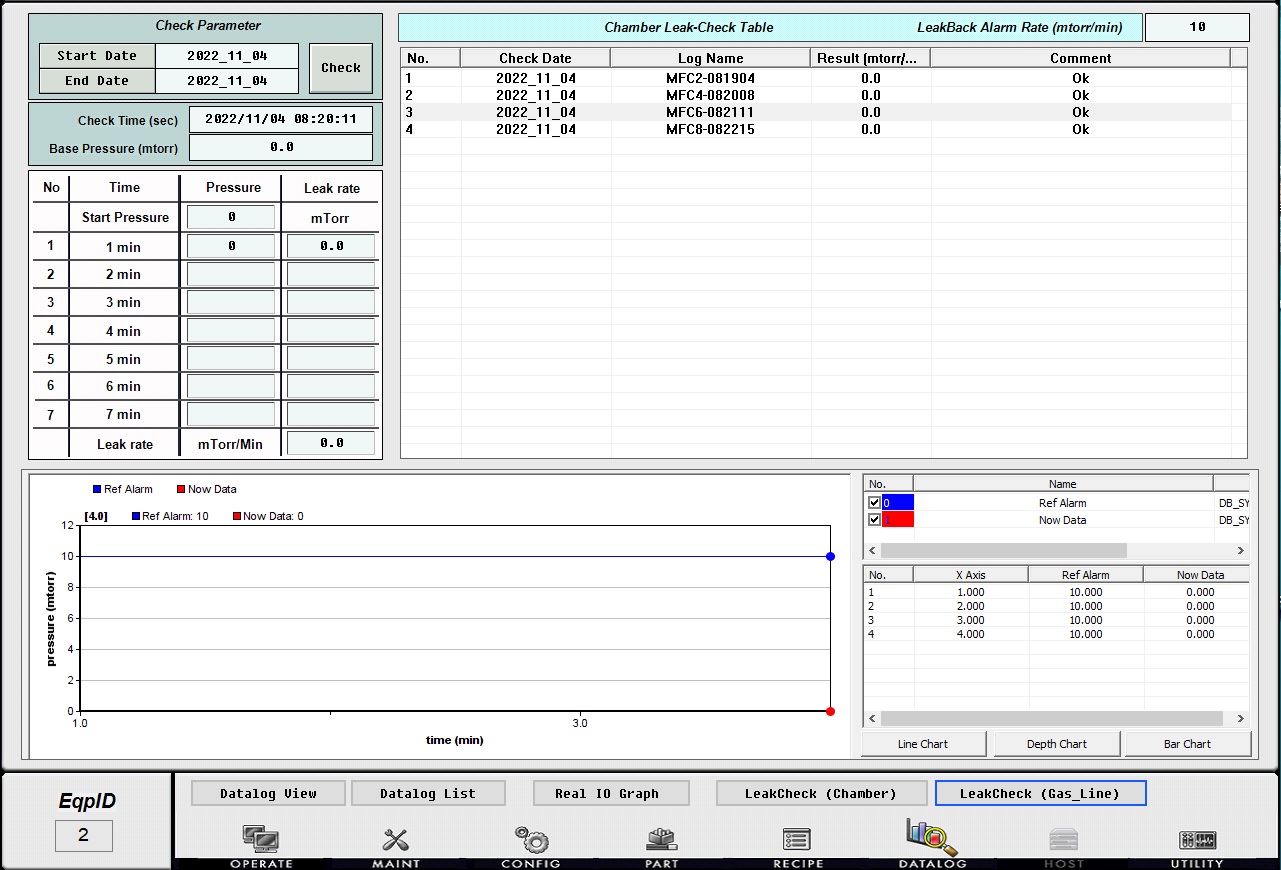 Check Parameter
Start Date 2022_11_04
End Date 2022_11_04
Check
Check Time (sec) 2022/11/04 08:20:11
Base Pressure (mtorr) 0.0
No Time Pressure Leak rate
Start Pressure 0 mTorr
1 1 min 0 0.0
2 2 min
3 3 min
4 4 min
5 5 min
6 6 min
7 7 min
Leak rate mTorr/Min 0.0
Chamber Leak-Check Table LeakBack Alarm Rate (mtorr/min) 10
No. Check Date Log Name Result (mtorr/... Comment
1 2022_11_04 MFC2-081904 0.0 Ok
2 2022_11_04 MFC4-082008 0.0 Ok
3 2022_11_04 MFC6-082111 0.0 Ok
4 2022_11_04 MFC8-082215 0.0 Ok
Ref Alarm Now Data
[4.0] Ref Alarm: 10 Now Data: 0
12
10
8
6
4
2
0
pressure (mtorr)
1.0 3.0
time (min)
No. Name
0 Ref Alarm DB_SY
1 Now Data DB_SY
No. X Axis Ref Alarm Now Data
1 1.000 10.000 0.000
2 2.000 10.000 0.000
3 3.000 10.000 0.000
4 4.000 10.000 0.000
Line Chart Depth Chart Bar Chart
EqpID
2
Datalog View Datalog List Real IO Graph LeakCheck (Chamber) LeakCheck (Gas_Line)
OPERATE MAINT CONFIG PART RECIPE DATALOG HOST UTILITY